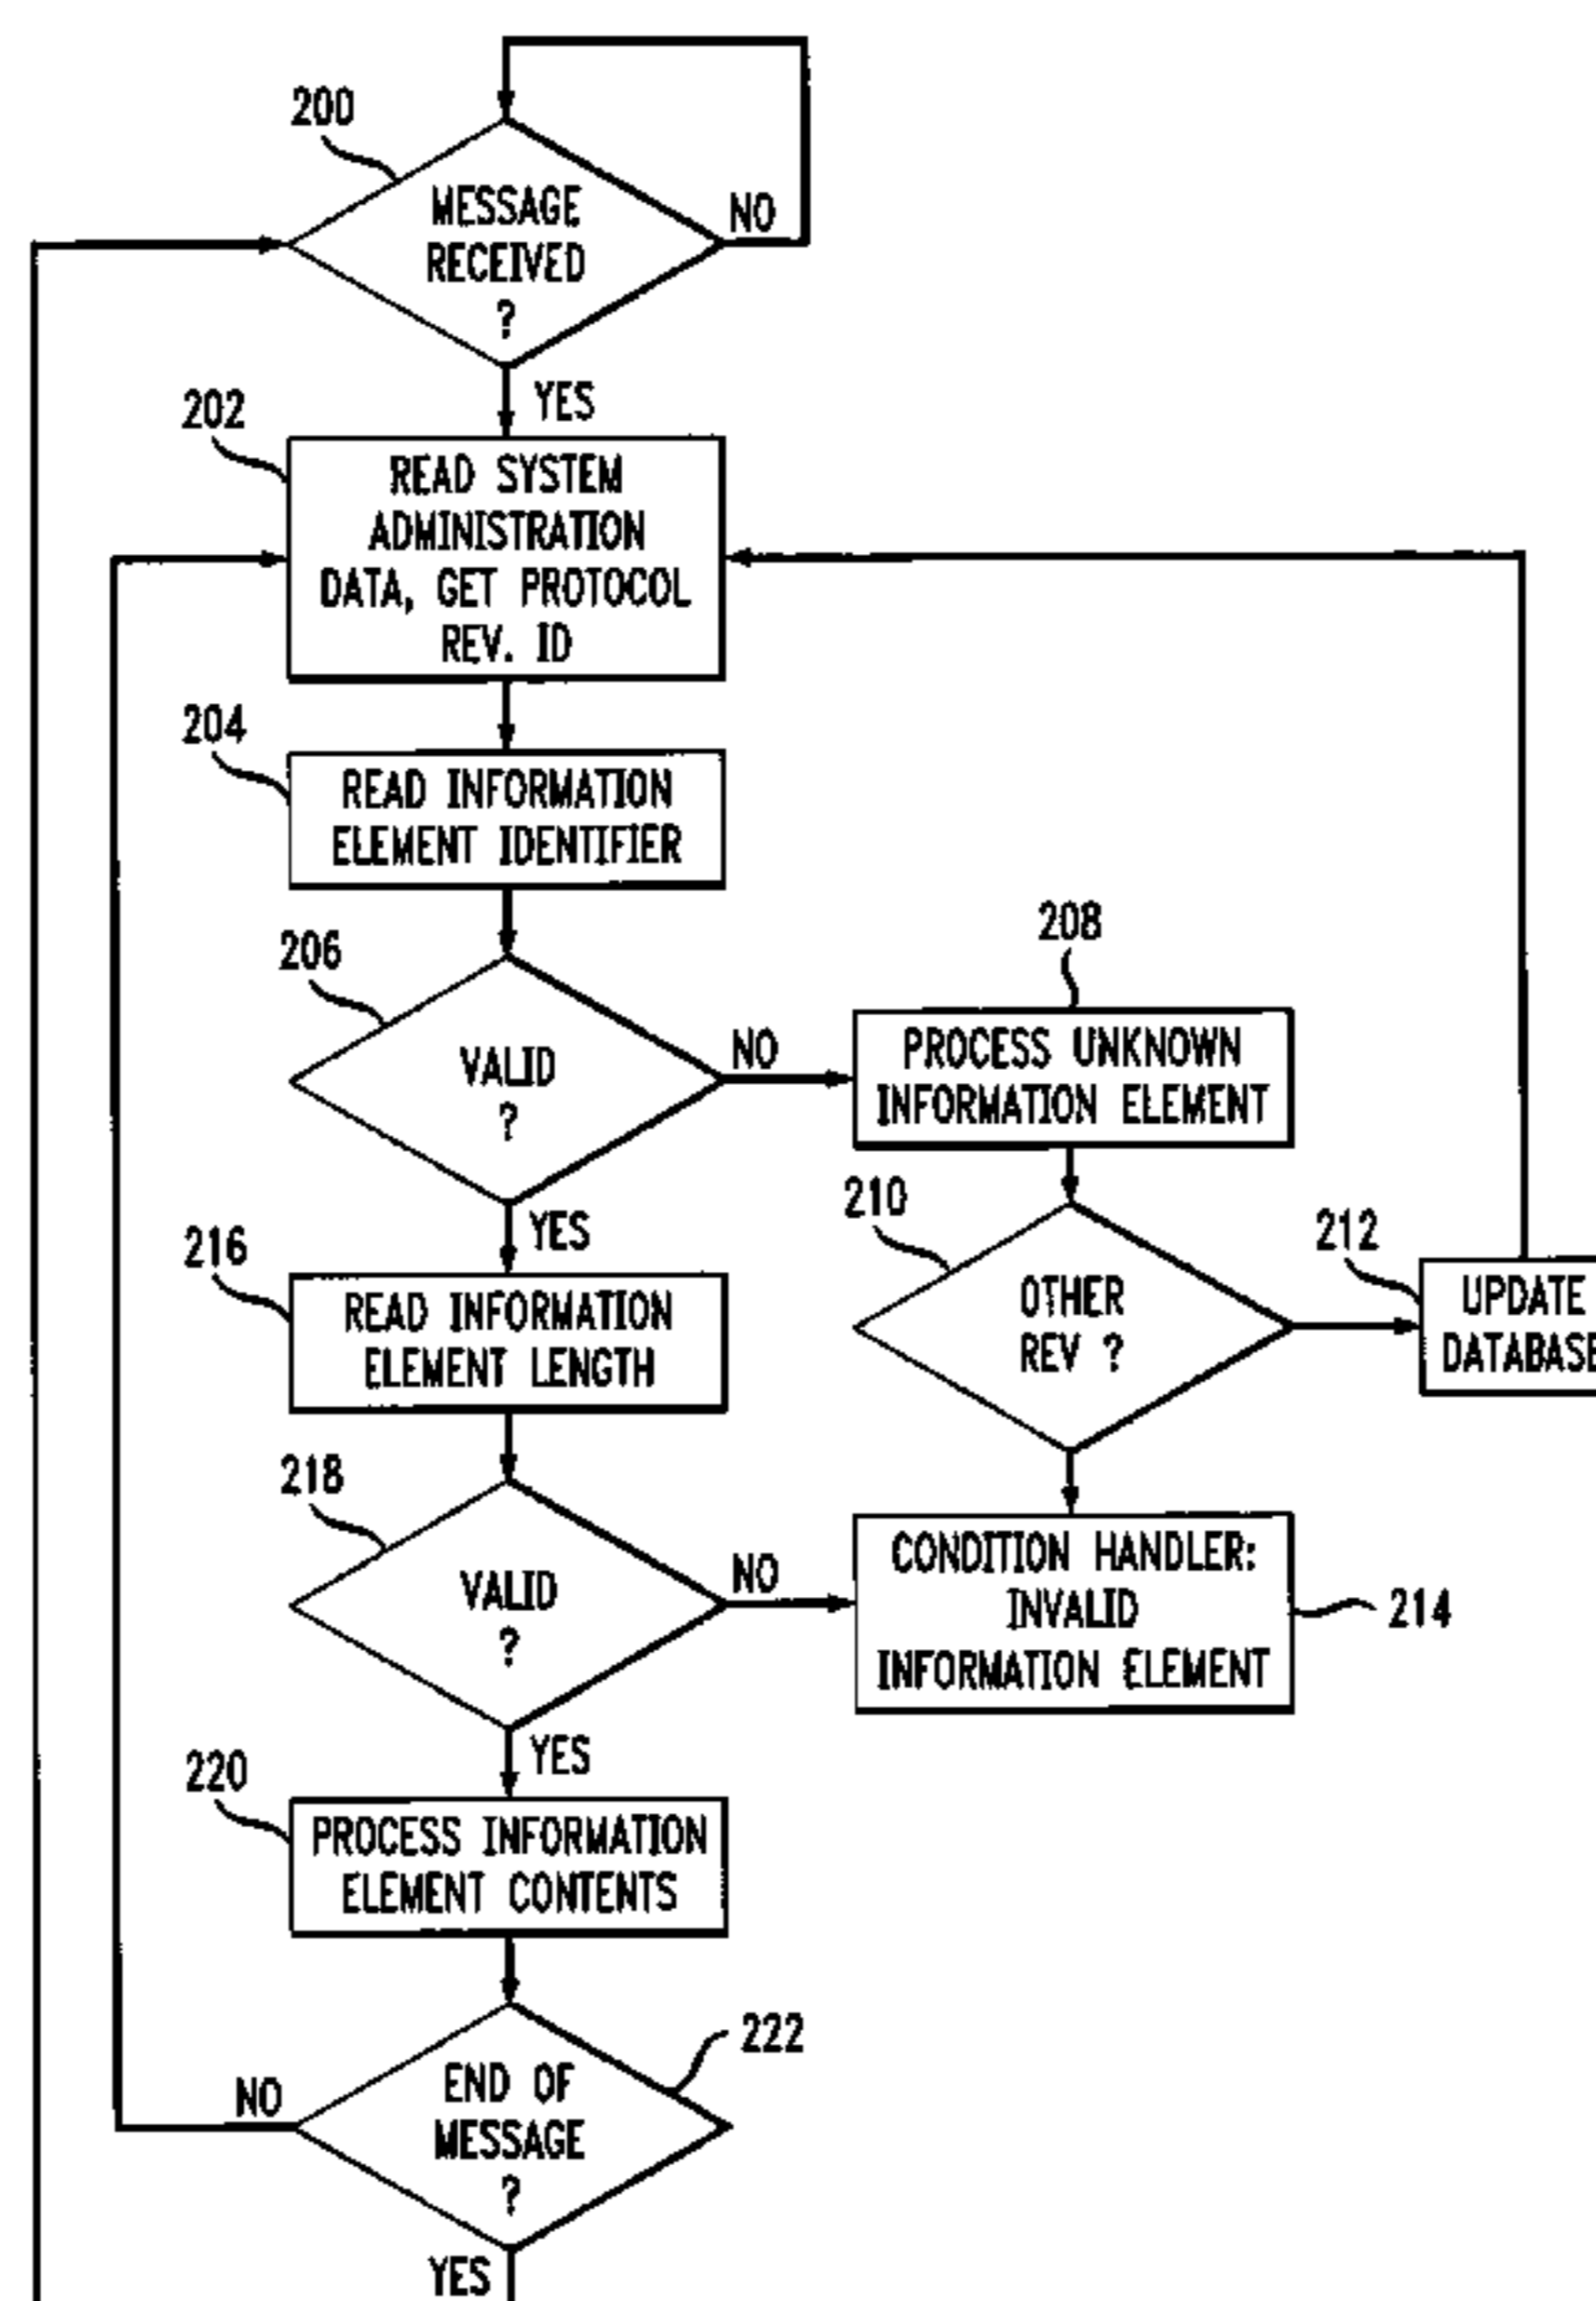 200
MESSAGE
RECEIVED
?
NO
YES
202
READ SYSTEM
ADMINISTRATION
DATA, GET PROTOCOL
REV. ID
204
READ INFORMATION
ELEMENT IDENTIFIER
206
VALID
?
NO
YES
208
PROCESS UNKNOWN
INFORMATION ELEMENT
210
OTHER
REV ?
212
UPDATE
DATABASE
216
READ INFORMATION
ELEMENT LENGTH
218
VALID
?
NO
YES
CONDITION HANDLER:
INVALID
INFORMATION ELEMENT
214
220
PROCESS INFORMATION
ELEMENT CONTENTS
222
END OF
MESSAGE
?
NO
YES